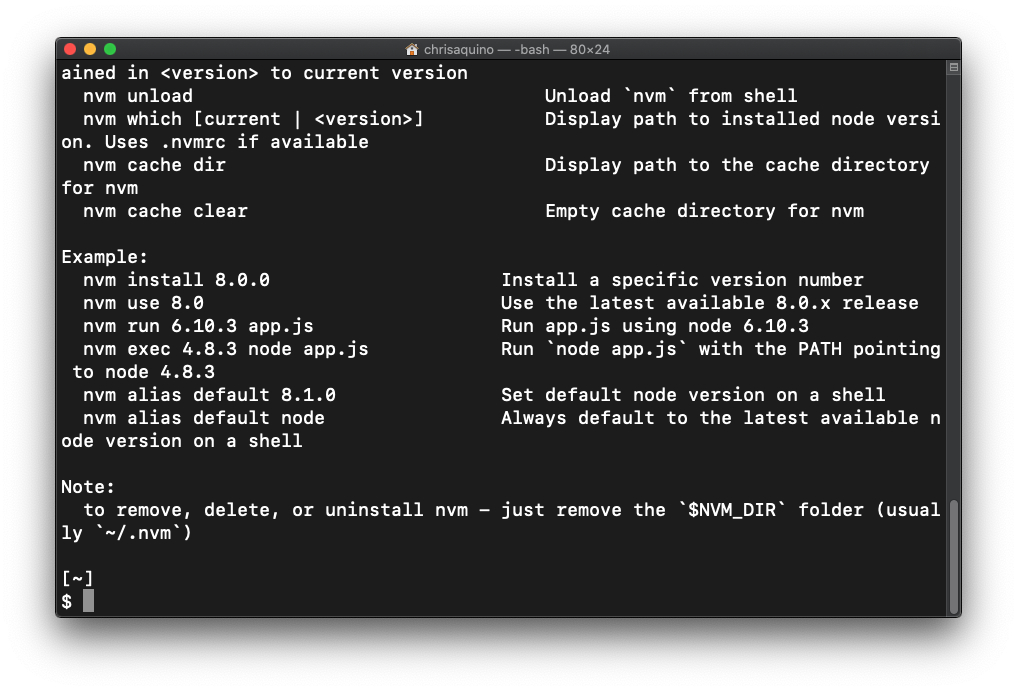 chrisaquino — -bash — 80×24
ained in <version> to current version
  nvm unload                                Unload `nvm` from shell
  nvm which [current | <version>]           Display path to installed node versi
on. Uses .nvmrc if available
  nvm cache dir                             Display path to the cache directory
for nvm
  nvm cache clear                           Empty cache directory for nvm

Example:
  nvm install 8.0.0                     Install a specific version number
  nvm use 8.0                           Use the latest available 8.0.x release
  nvm run 6.10.3 app.js                 Run app.js using node 6.10.3
  nvm exec 4.8.3 node app.js            Run `node app.js` with the PATH pointing
 to node 4.8.3
  nvm alias default 8.1.0               Set default node version on a shell
  nvm alias default node                Always default to the latest available n
ode version on a shell

Note:
  to remove, delete, or uninstall nvm – just remove the `$NVM_DIR` folder (usual
ly `~/.nvm`)

[~]
$